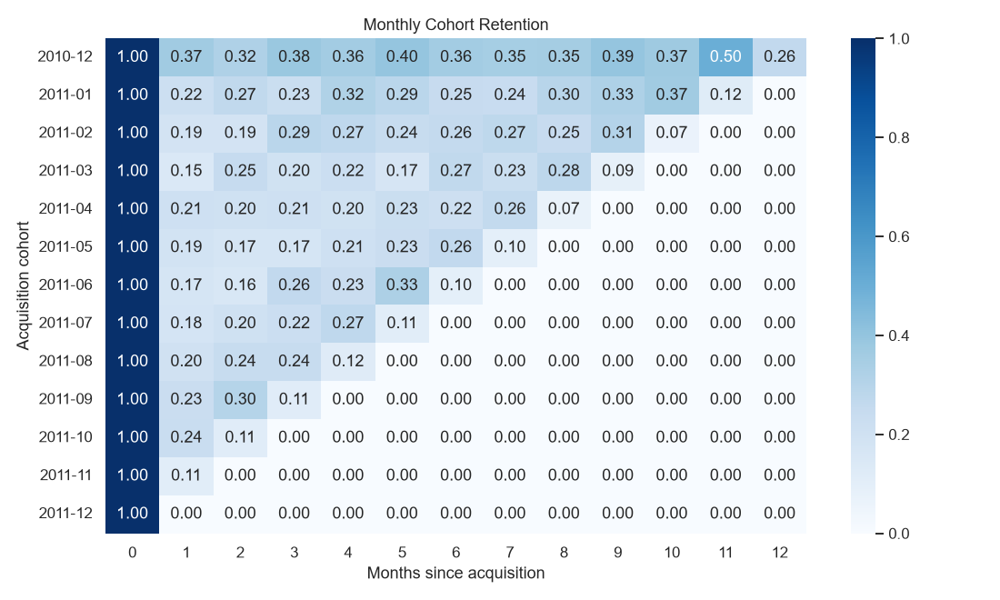 Monthly Cohort Retention
2010-12 1.00 0.37 0.32 0.38 0.36 0.40 0.36 0.35 0.35 0.39 0.37 0.50 0.26
2011-01 1.00 0.22 0.27 0.23 0.32 0.29 0.25 0.24 0.30 0.33 0.37 0.12 0.00
2011-02 1.00 0.19 0.19 0.29 0.27 0.24 0.26 0.27 0.25 0.31 0.07 0.00 0.00
2011-03 1.00 0.15 0.25 0.20 0.22 0.17 0.27 0.23 0.28 0.09 0.00 0.00 0.00
2011-04 1.00 0.21 0.20 0.21 0.20 0.23 0.22 0.26 0.07 0.00 0.00 0.00 0.00
2011-05 1.00 0.19 0.17 0.17 0.21 0.23 0.26 0.10 0.00 0.00 0.00 0.00 0.00
2011-06 1.00 0.17 0.16 0.26 0.23 0.33 0.10 0.00 0.00 0.00 0.00 0.00 0.00
2011-07 1.00 0.18 0.20 0.22 0.27 0.11 0.00 0.00 0.00 0.00 0.00 0.00 0.00
2011-08 1.00 0.20 0.24 0.24 0.12 0.00 0.00 0.00 0.00 0.00 0.00 0.00 0.00
2011-09 1.00 0.23 0.30 0.11 0.00 0.00 0.00 0.00 0.00 0.00 0.00 0.00 0.00
2011-10 1.00 0.24 0.11 0.00 0.00 0.00 0.00 0.00 0.00 0.00 0.00 0.00 0.00
2011-11 1.00 0.11 0.00 0.00 0.00 0.00 0.00 0.00 0.00 0.00 0.00 0.00 0.00
2011-12 1.00 0.00 0.00 0.00 0.00 0.00 0.00 0.00 0.00 0.00 0.00 0.00 0.00
0 1 2 3 4 5 6 7 8 9 10 11 12
Months since acquisition
Acquisition cohort
1.0
0.8
0.6
0.4
0.2
0.0